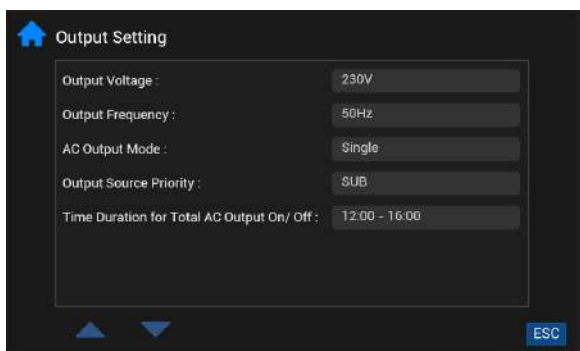 Output Setting
Output Voltage : 230V
Output Frequency : 50Hz
AC Output Mode : Single
Output Source Priority : SUB
Time Duration for Total AC Output On/ Off : 12:00 - 16:00
ESC